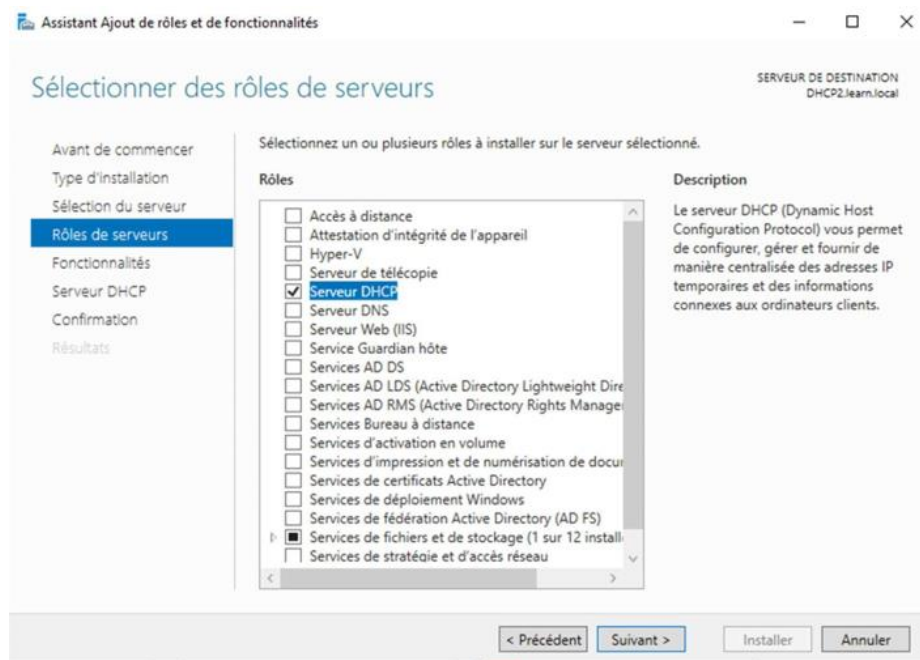 Assistant Ajout de rôles et de fonctionnalités
Sélectionner des rôles de serveurs
SERVEUR DE DESTINATION
DHCP2.learn.local
Avant de commencer
Type d'installation
Sélection du serveur
Rôles de serveurs
Fonctionnalités
Serveur DHCP
Confirmation
Résultats
Sélectionnez un ou plusieurs rôles à installer sur le serveur sélectionné.
Rôles
Accès à distance
Attestation d'intégrité de l'appareil
Hyper-V
Serveur de télécopie
Serveur DHCP
Serveur DNS
Serveur Web (IIS)
Service Guardian hôte
Services AD DS
Services AD LDS (Active Directory Lightweight Dire
Services AD RMS (Active Directory Rights Manage
Services Bureau à distance
Services d'activation en volume
Services d'impression et de numérisation de docu
Services de certificats Active Directory
Services de déploiement Windows
Services de fédération Active Directory (AD FS)
Services de fichiers et de stockage (1 sur 12 install
Services de stratégie et d'accès réseau
Description
Le serveur DHCP (Dynamic Host
Configuration Protocol) vous permet
de configurer, gérer et fournir de
manière centralisée des adresses IP
temporaires et des informations
connexes aux ordinateurs clients.
< Précédent
Suivant >
Installer
Annuler